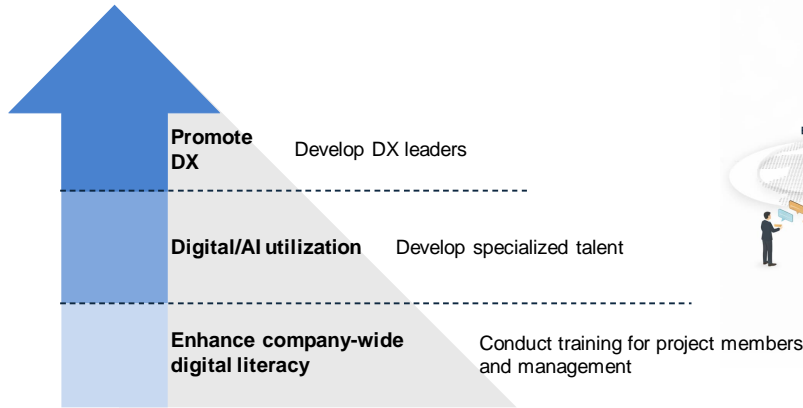 Promote
DX
Develop DX leaders
Digital/AI utilization
Develop specialized talent
Enhance company-wide
digital literacy
Conduct training for project members
and management